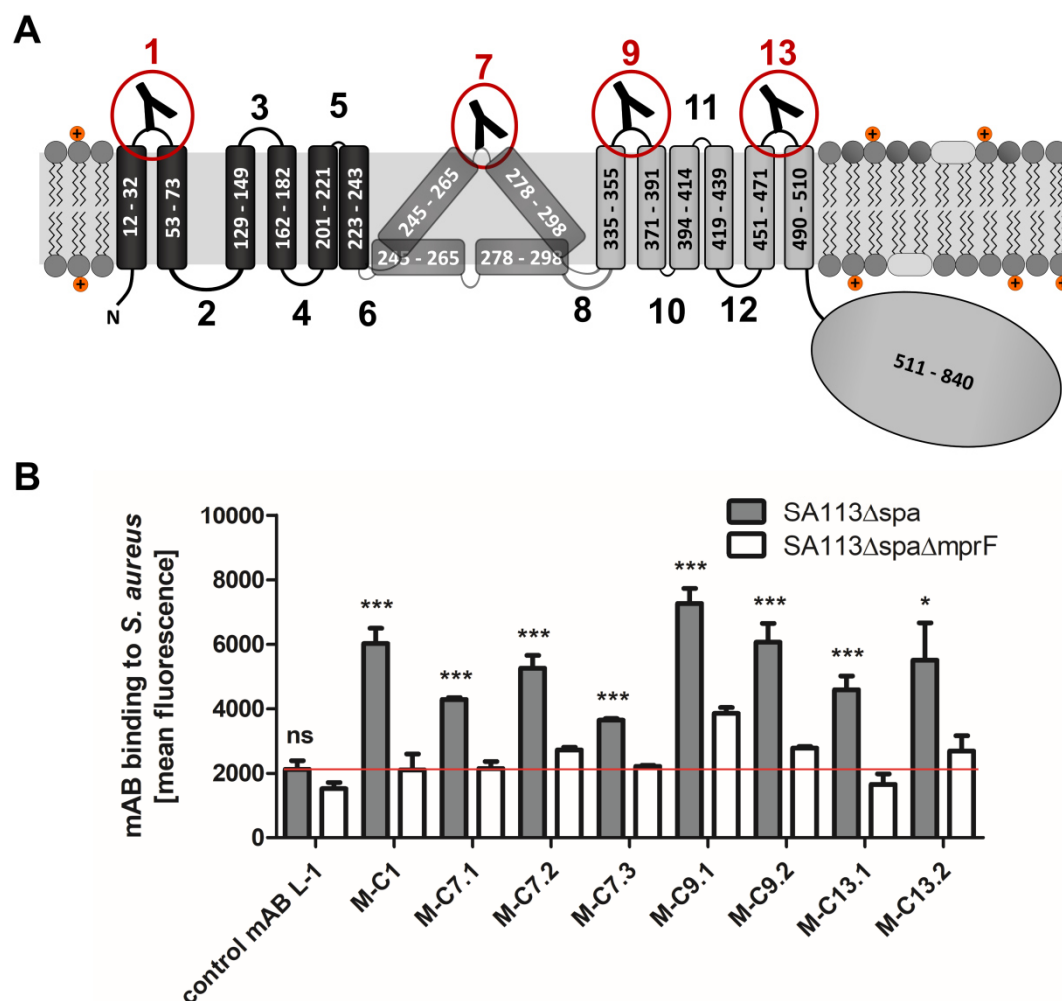 A
1
3
5
7
9
11
13
+
+
+
12 - 32
53 - 73
129 - 149
162 - 182
201 - 221
223 - 243
245 - 265
278 - 298
335 - 355
371 - 391
394 - 414
419 - 439
451 - 471
490 - 510
245 - 265
278 - 298
+
+
+
+
N
2
4
6
8
10
12
511 - 840
B
mAB binding to S. aureus
[mean fluorescence]
10000
8000
6000
4000
2000
0
SA113Δspa
SA113ΔspaΔmprF
ns
***
***
***
***
***
***
***
*
control mAB L-1
M-C1
M-C7.1
M-C7.2
M-C7.3
M-C9.1
M-C9.2
M-C13.1
M-C13.2